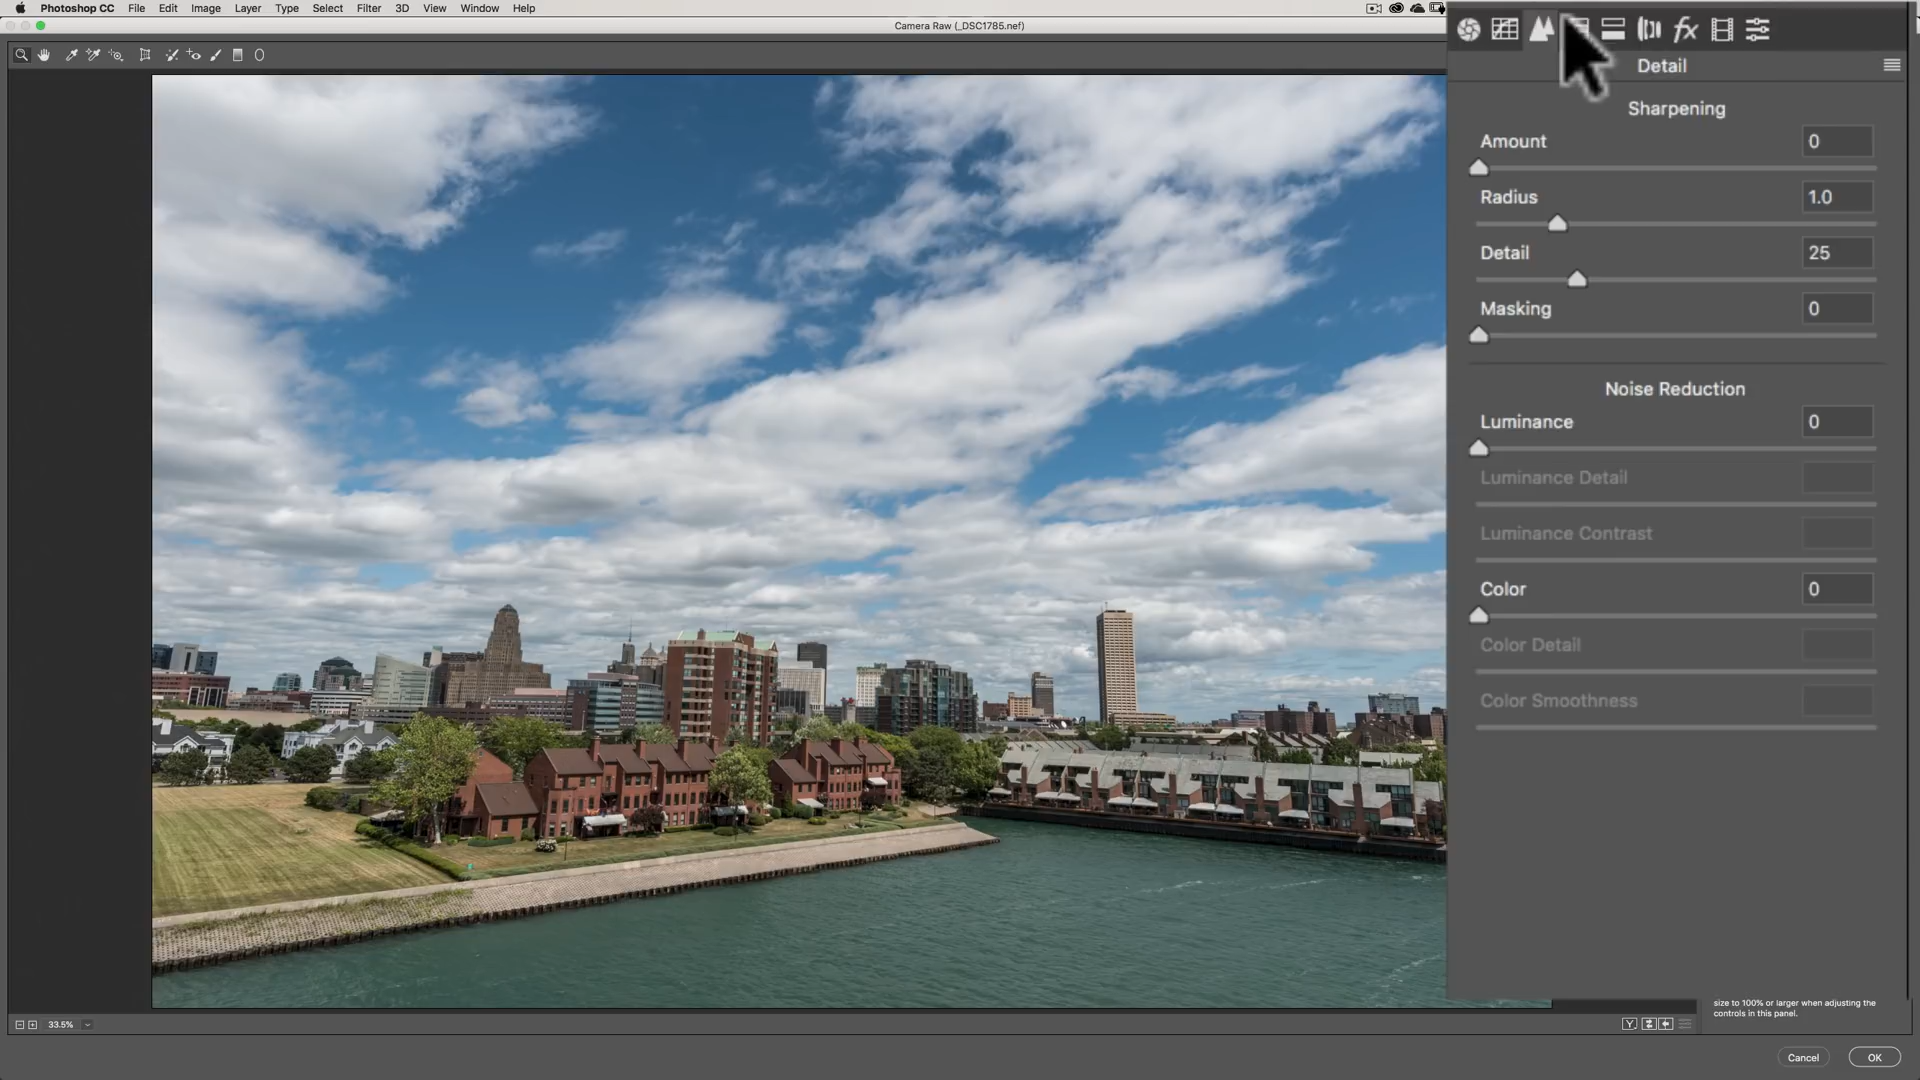 Photoshop CC File Edit Image Layer Type Select Filter 3D View Window Help
Camera Raw (_DSC1785.nef)
fx
Detail
Sharpening
Amount 0
Radius 1.0
Detail 25
Masking 0
Noise Reduction
Luminance 0
Luminance Detail
Luminance Contrast
Color 0
Color Detail
Color Smoothness
size to 100% or larger when adjusting the
controls in this panel.
33.5%
Y
Cancel OK